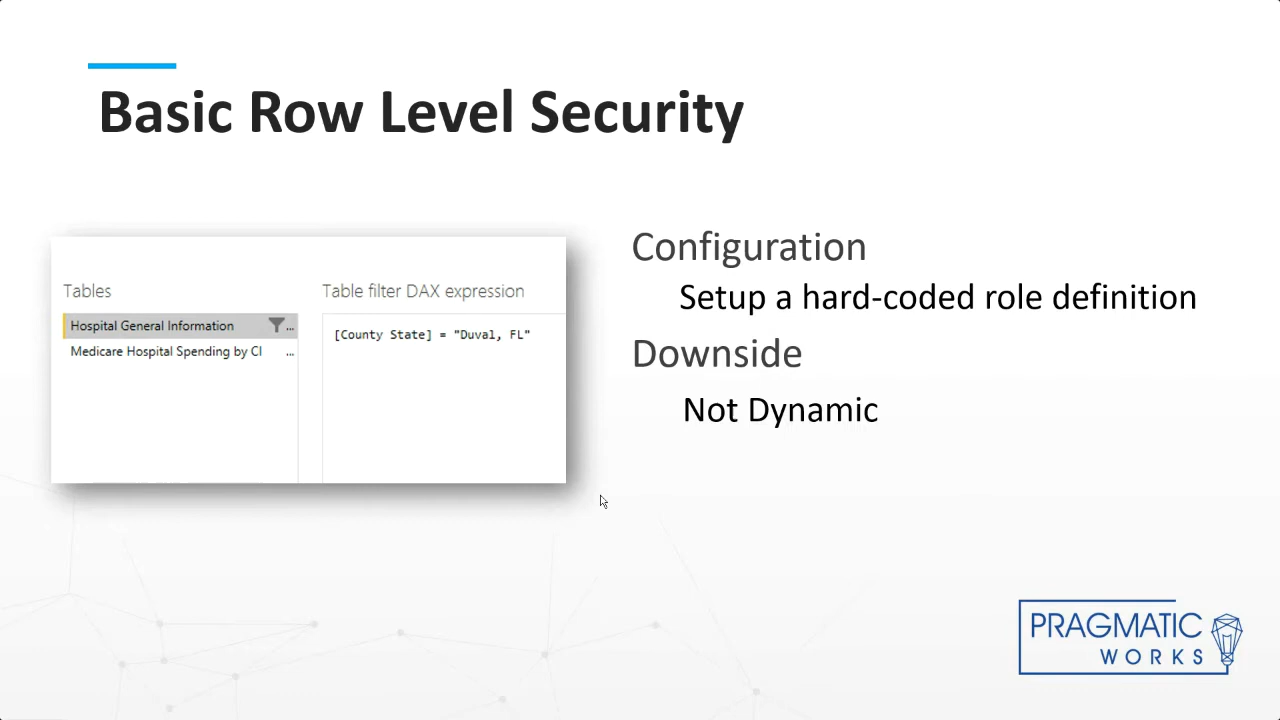 Basic Row Level Security
Tables
Hospital General Information ...
Medicare Hospital Spending by Cl ...
Table filter DAX expression
[County State] = "Duval, FL"
Configuration
Setup a hard-coded role definition
Downside
Not Dynamic
PRAGMATIC
WORKS